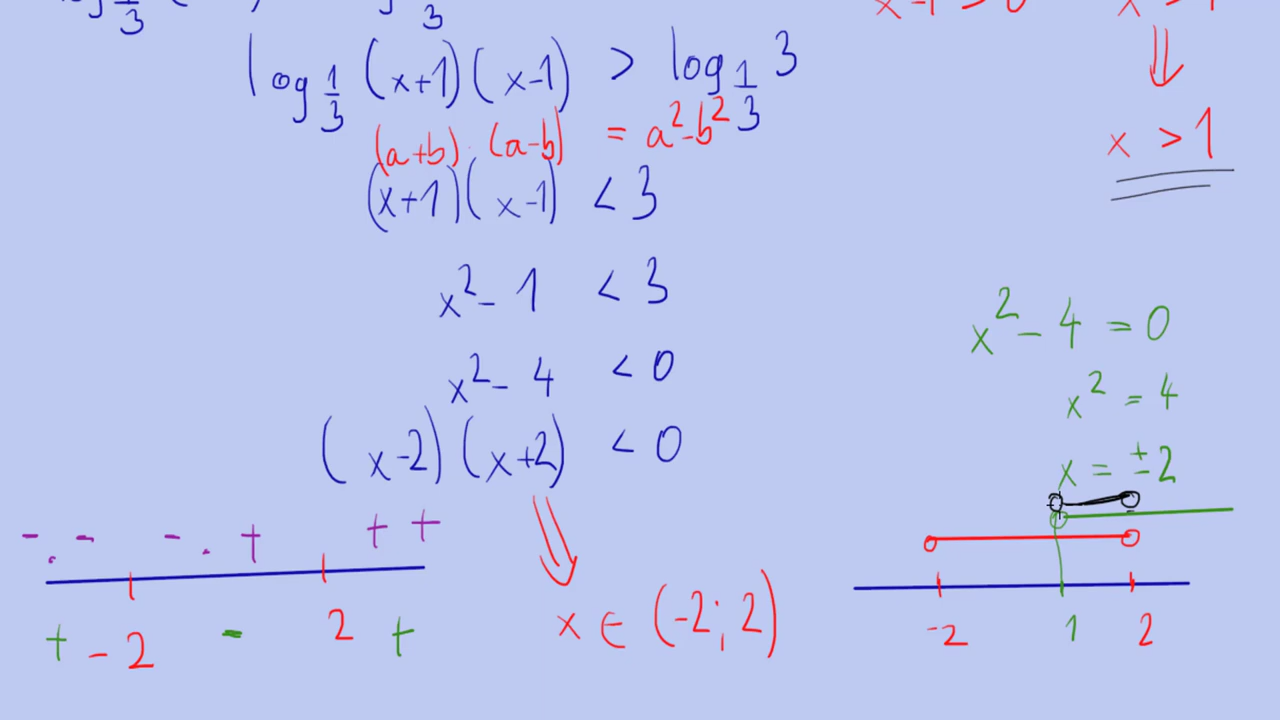 log 1/3 (x+1)(x-1) > log 1/3 3
(a+b).(a-b) = a²-b²
(x+1)(x-1) < 3
x²- 1 < 3
x²- 4 < 0
(x-2)(x+2) < 0
x ∈ (-2; 2)
-.- -.+ + +
+ -2 - 2 +
x > 1
x²- 4 = 0
x² = 4
x = ±2
-2 1 2